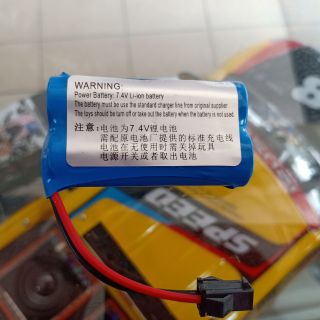 WARNING:
Power Battery: 7.4V Li-ion battery
The battery must be use the standard charger line from original supplier
The toys should be turn off or take out the battery when the battery is not used.
注意:电池为7.4V锂电池
需配原电池厂提供的标准充电线
电池在无使用时需关掉玩具
电源开关或者取出电池
SPEED